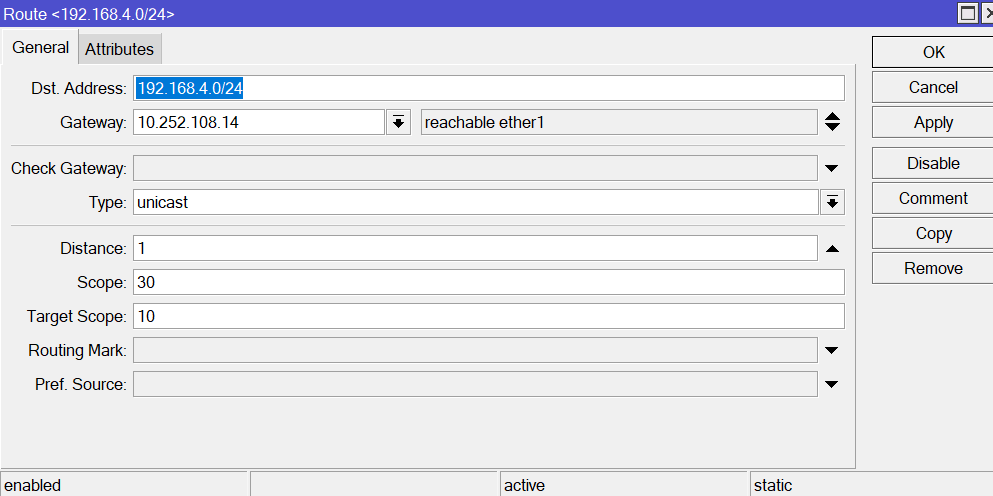 Route <192.168.4.0/24>
General Attributes
Dst. Address: 192.168.4.0/24
Gateway: 10.252.108.14 reachable ether1
Check Gateway:
Type: unicast
Distance: 1
Scope: 30
Target Scope: 10
Routing Mark:
Pref. Source:
OK
Cancel
Apply
Disable
Comment
Copy
Remove
enabled active static